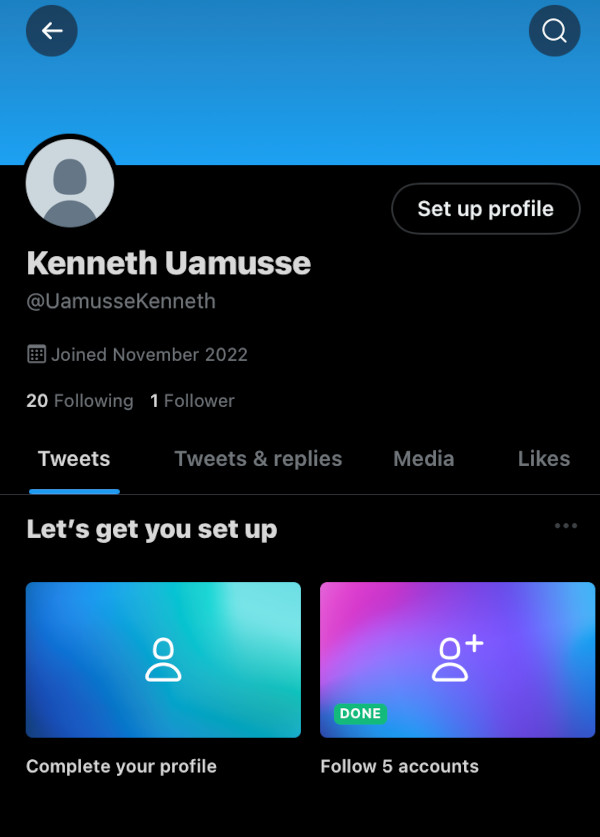 Set up profile
Kenneth Uamusse
@UamusseKenneth
Joined November 2022
20 Following 1 Follower
Tweets Tweets & replies Media Likes
Let’s get you set up
DONE
Complete your profile Follow 5 accounts